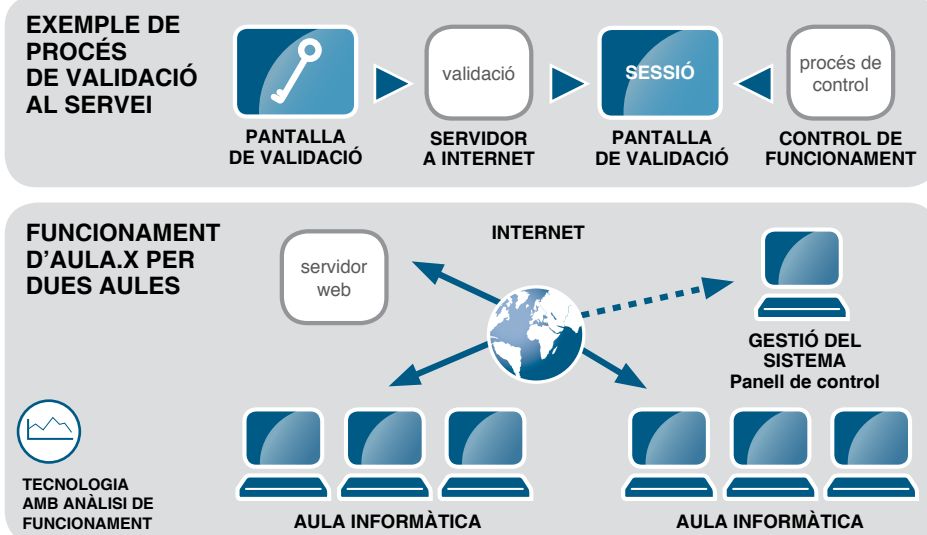 EXEMPLE DE
PROCÉS
DE VALIDACIÓ
AL SERVEI
PANTALLA
DE VALIDACIÓ
validació
SERVIDOR
A INTERNET
SESSIÓ
PANTALLA
DE VALIDACIÓ
procés de
control
CONTROL DE
FUNCIONAMENT
FUNCIONAMENT
D’AULA.X PER
DUES AULES
servidor
web
INTERNET
GESTIÓ DEL
SISTEMA
Panell de control
TECNOLOGIA
AMB ANÀLISI DE
FUNCIONAMENT
AULA INFORMÀTICA
AULA INFORMÀTICA